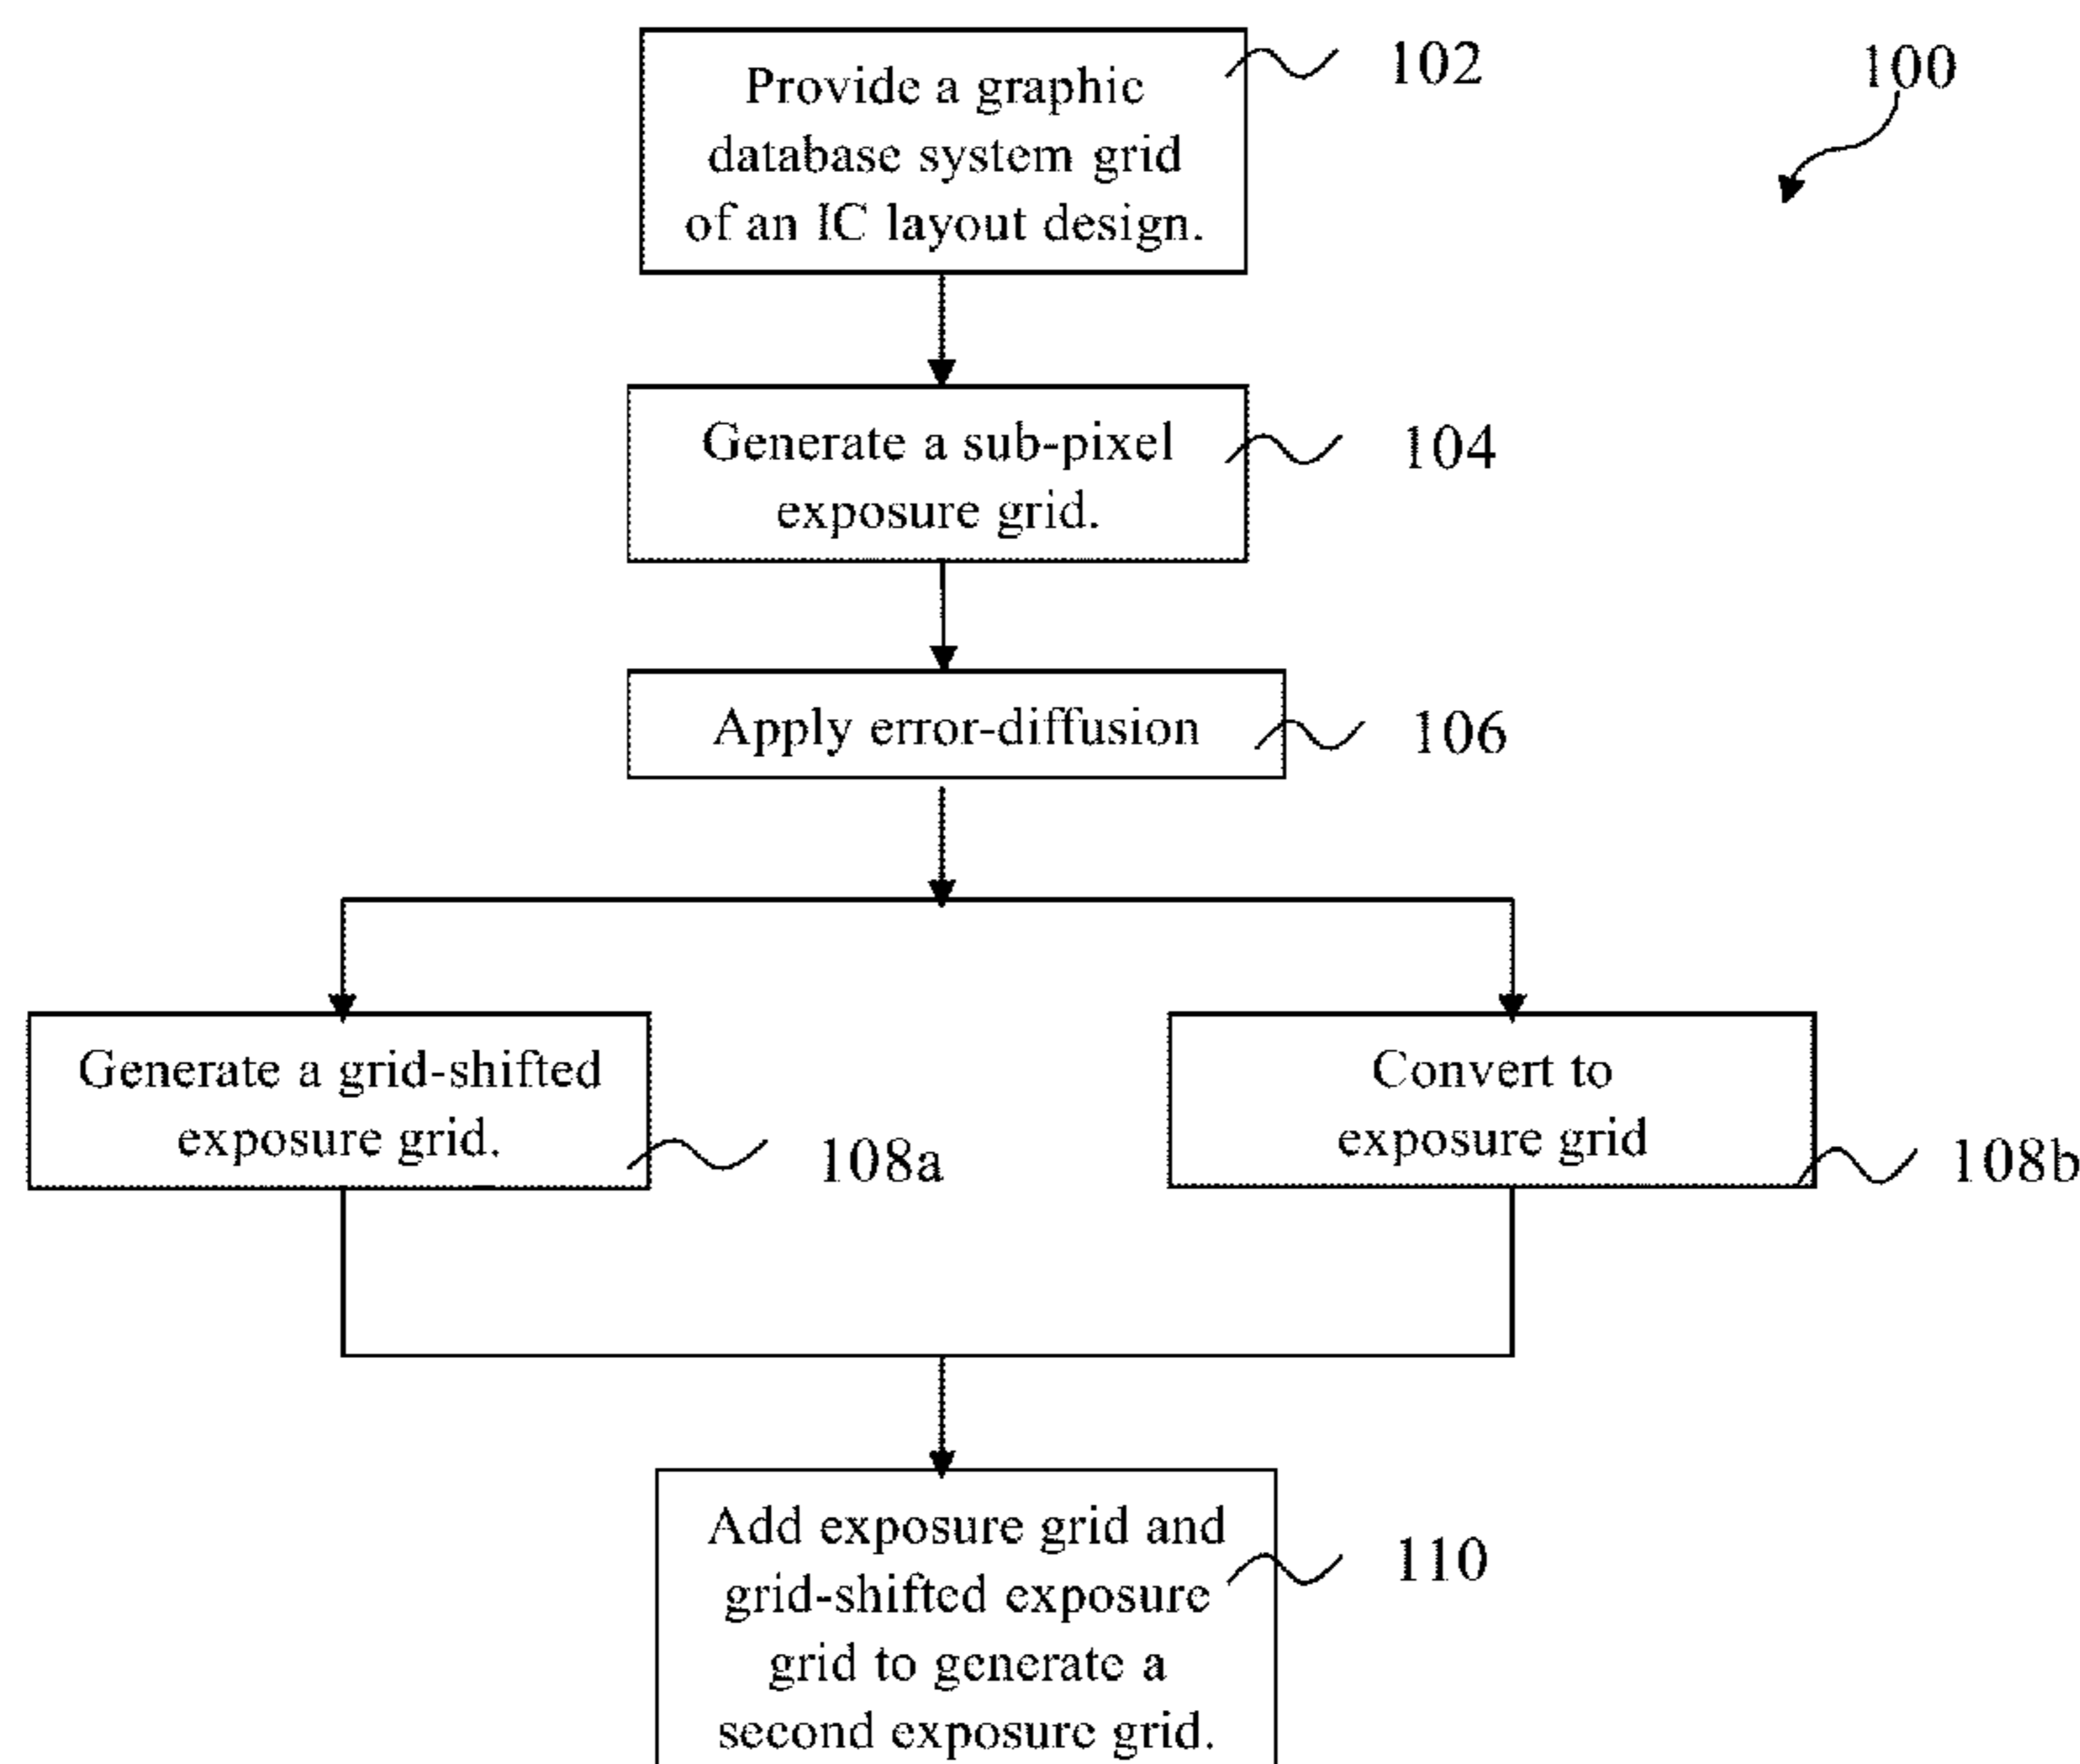 Provide a graphic
database system grid
of an IC layout design.
102
100
Generate a sub-pixel
exposure grid.
104
Apply error-diffusion
106
Generate a grid-shifted
exposure grid.
108a
Convert to
exposure grid
108b
Add exposure grid and
grid-shifted exposure
grid to generate a
second exposure grid.
110